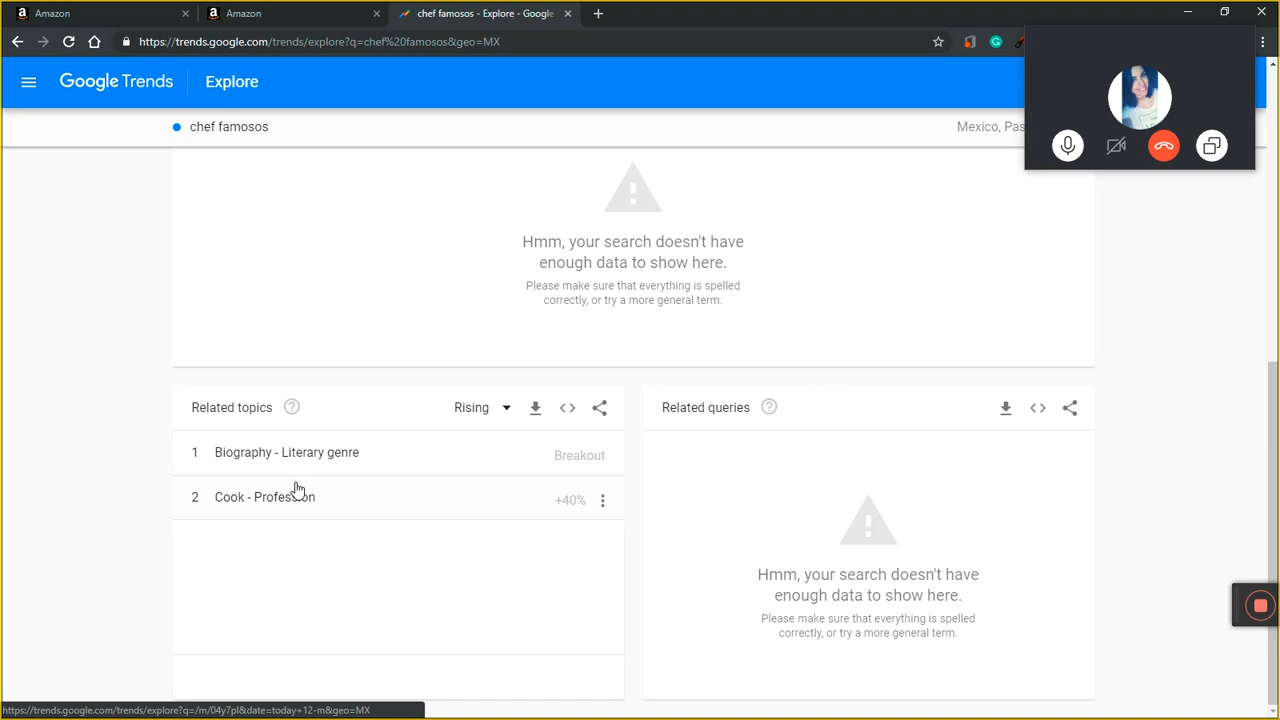 Amazon
Amazon
chef famosos - Explore - Google
https://trends.google.com/trends/explore?q=chef%20famosos&geo=MX
Google Trends Explore
chef famosos
Mexico, Pas
Hmm, your search doesn't have
enough data to show here.
Please make sure that everything is spelled
correctly, or try a more general term.
Related topics
Rising
1 Biography - Literary genre Breakout
2 Cook - Profession +40%
Related queries
Hmm, your search doesn't have
enough data to show here.
Please make sure that everything is spelled
correctly, or try a more general term.
https://trends.google.com/trends/explore?q=/m/04y7pl&date=today+12-m&geo=MX